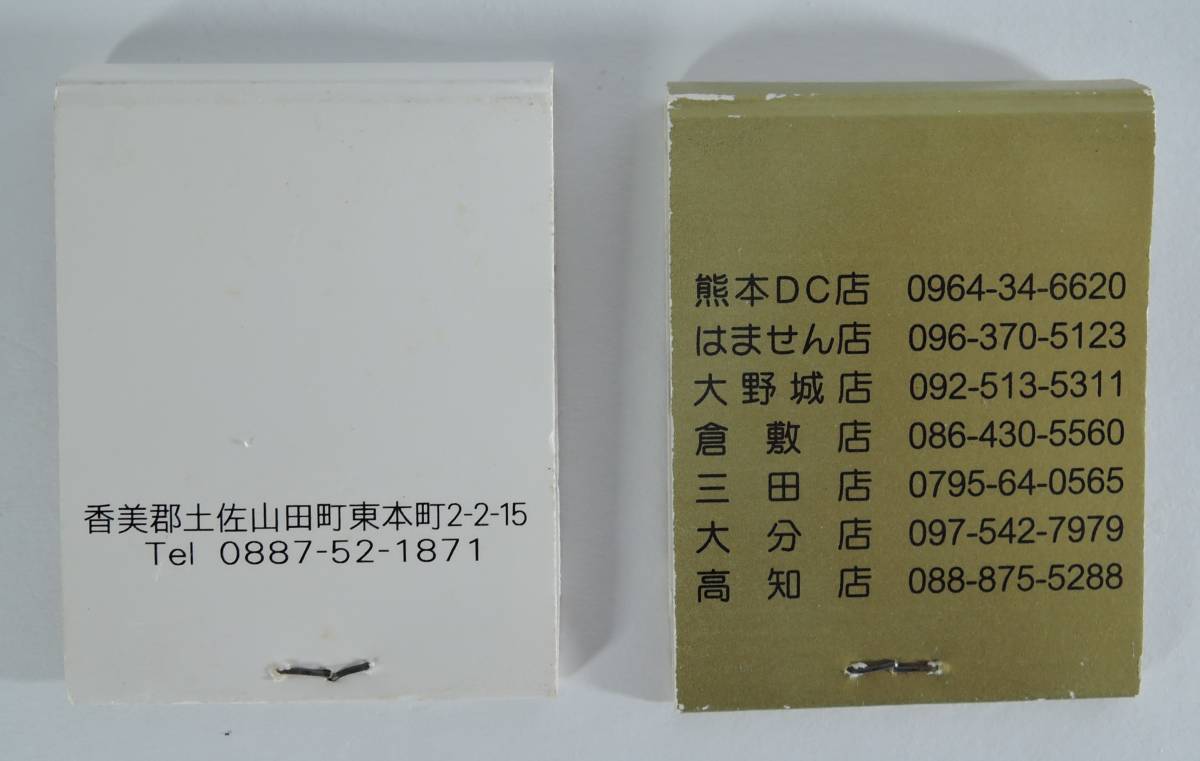 香美郡土佐山田町東本町2-2-15
Tel 0887-52-1871
熊本DC店 0964-34-6620
はません店 096-370-5123
大野城店 092-513-5311
倉敷店 086-430-5560
三田店 0795-64-0565
大分店 097-542-7979
高知店 088-875-5288